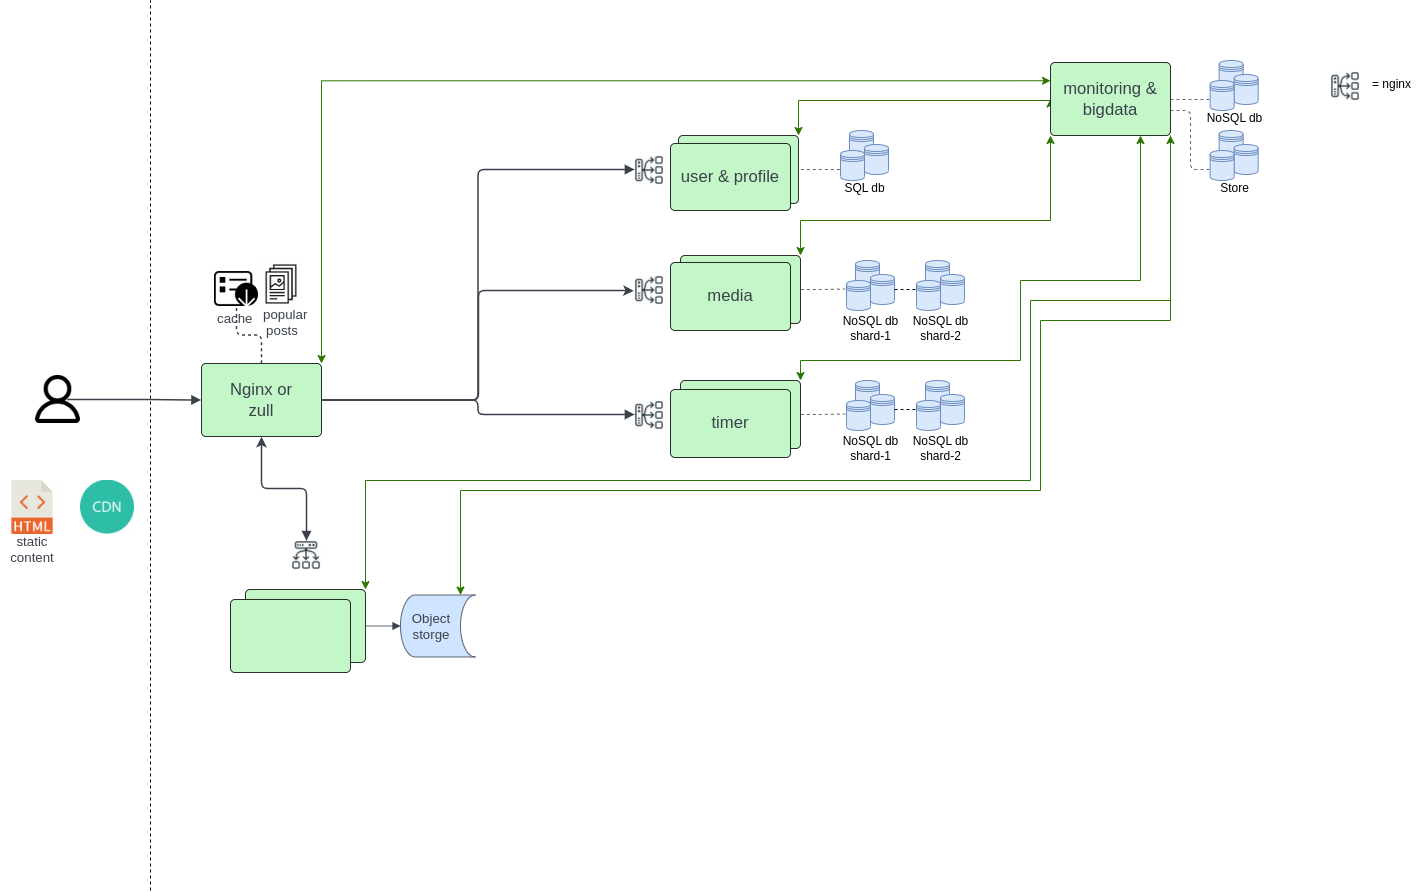 monitoring &
bigdata
NoSQL db
= nginx
user & profile
SQL db
Store
cache
popular
posts
media
NoSQL db
shard-1
NoSQL db
shard-2
Nginx or
zull
timer
NoSQL db
shard-1
NoSQL db
shard-2
HTML
CDN
static
content
Object
storge